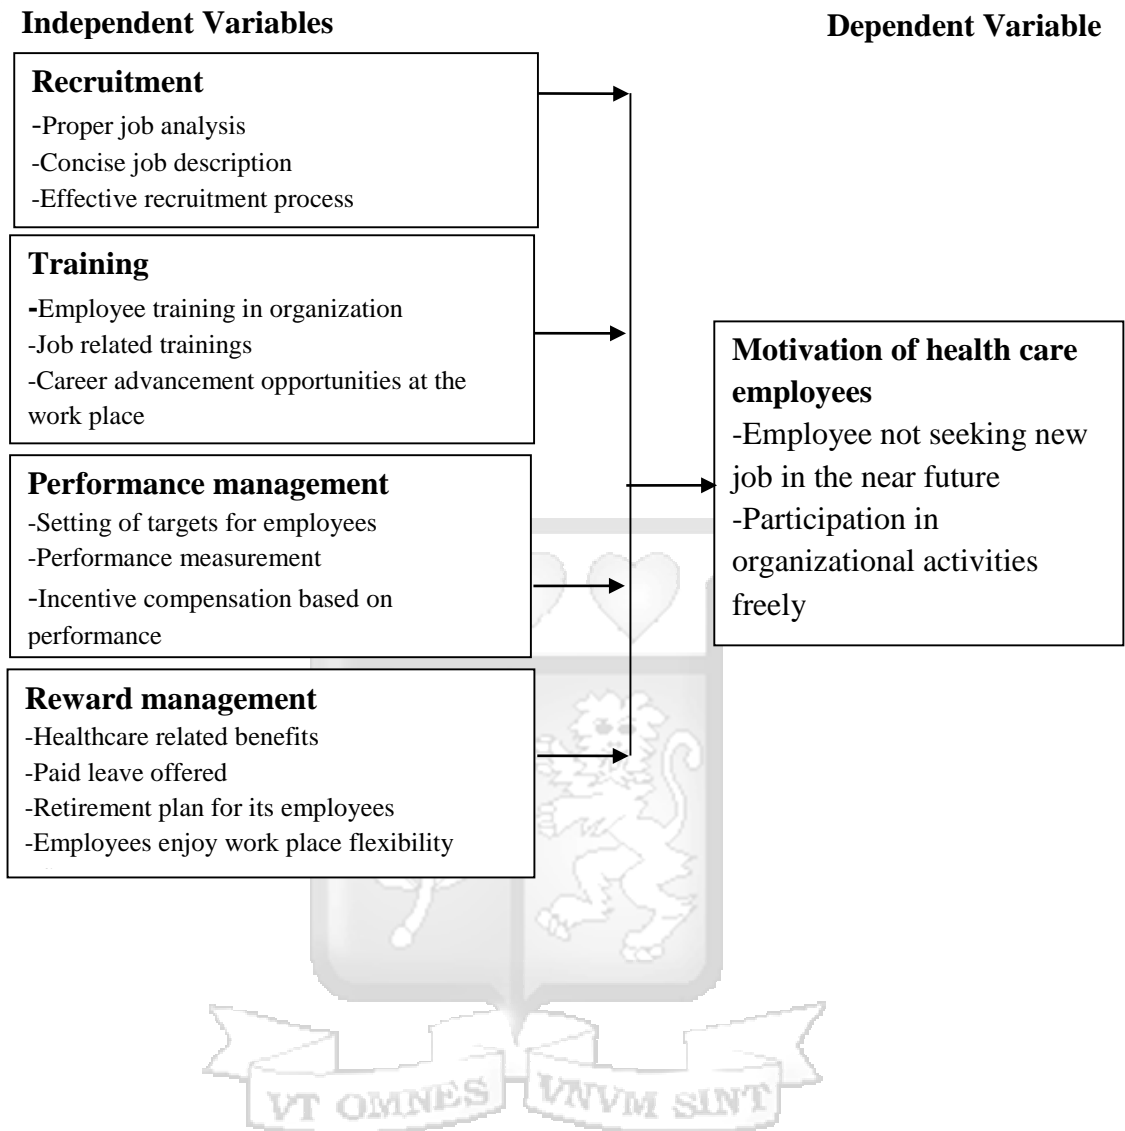 Independent Variables
Dependent Variable
Recruitment
-Proper job analysis
-Concise job description
-Effective recruitment process
Training
-Employee training in organization
-Job related trainings
-Career advancement opportunities at the
work place
Performance management
-Setting of targets for employees
-Performance measurement
-Incentive compensation based on
performance
Reward management
-Healthcare related benefits
-Paid leave offered
-Retirement plan for its employees
-Employees enjoy work place flexibility
Motivation of health care
employees
-Employee not seeking new
job in the near future
-Participation in
organizational activities
freely
VT OMNES VNVM SINT